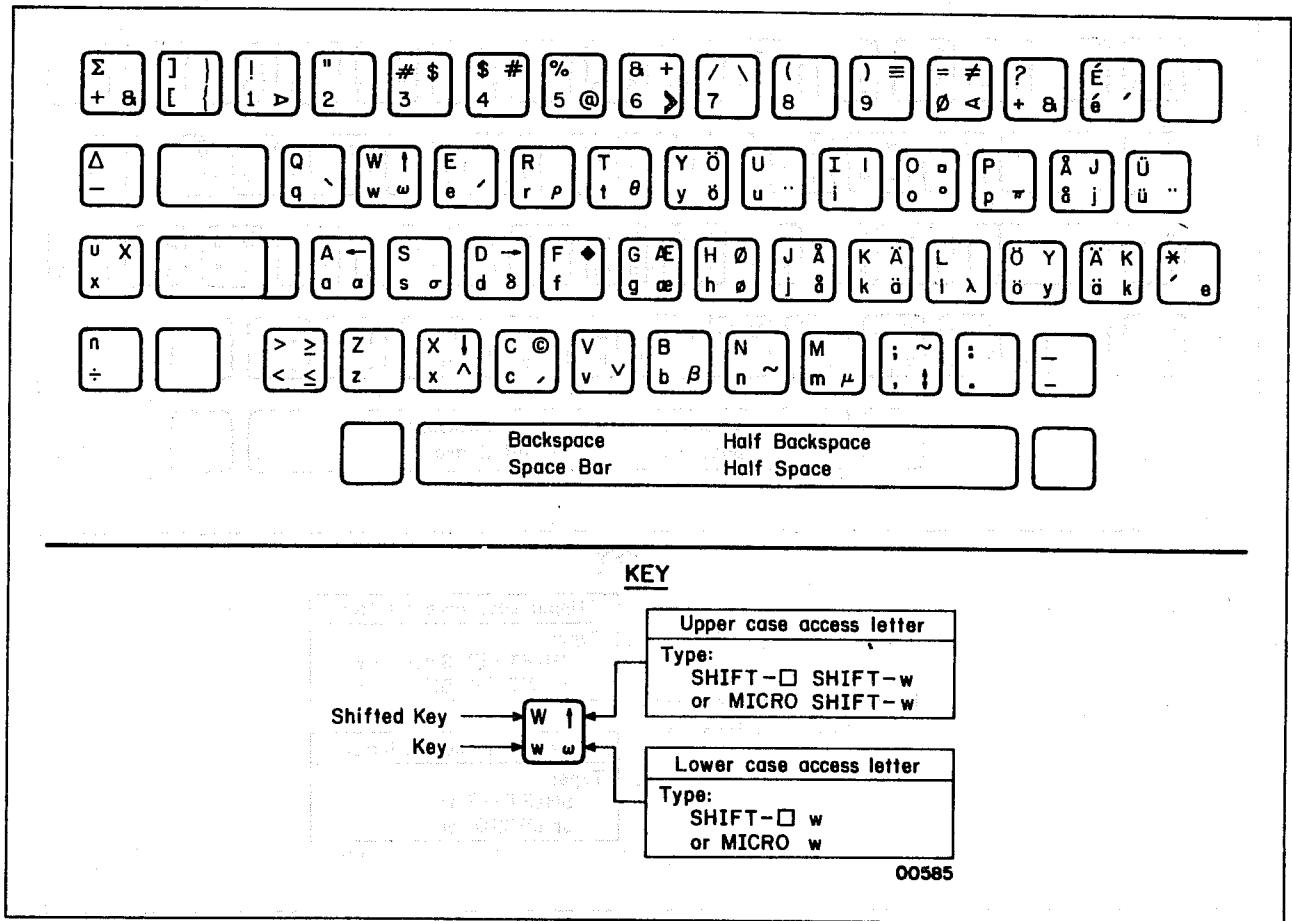 Σ ] } ! " # $ $ # % & + / \ ( ) ≡ = ≠ ? É
+ & [ { 1 ⊳ 2 3 4 5 @ 6 7 8 9 Ø ⊲ + & é ´
Δ Q W ↑ E R T Y Ö U I | O ▫ P Å J Ü
− q ` w ω e ´ r ρ t θ y ö u ¨ i o ° p π å j ü ¨
∪ X A ← S D → F ◆ G Æ H Ø J Å K Ä L Ö Y Ä K *
x a α s σ d δ f g æ h ø j å k ä l λ ö y ä k ´ e
∩ > ≥ Z X ↓ C © V B N M ; ~ : —
÷ < ≤ z x ^ c ˏ v ˅ b β n ~ m μ , ↕ . –
Backspace Half Backspace
Space Bar Half Space
KEY
Upper case access letter
Type:
SHIFT-□ SHIFT-w
or MICRO SHIFT-w
Shifted Key W ↑
Key w ω
Lower case access letter
Type:
SHIFT-□ w
or MICRO w
00585